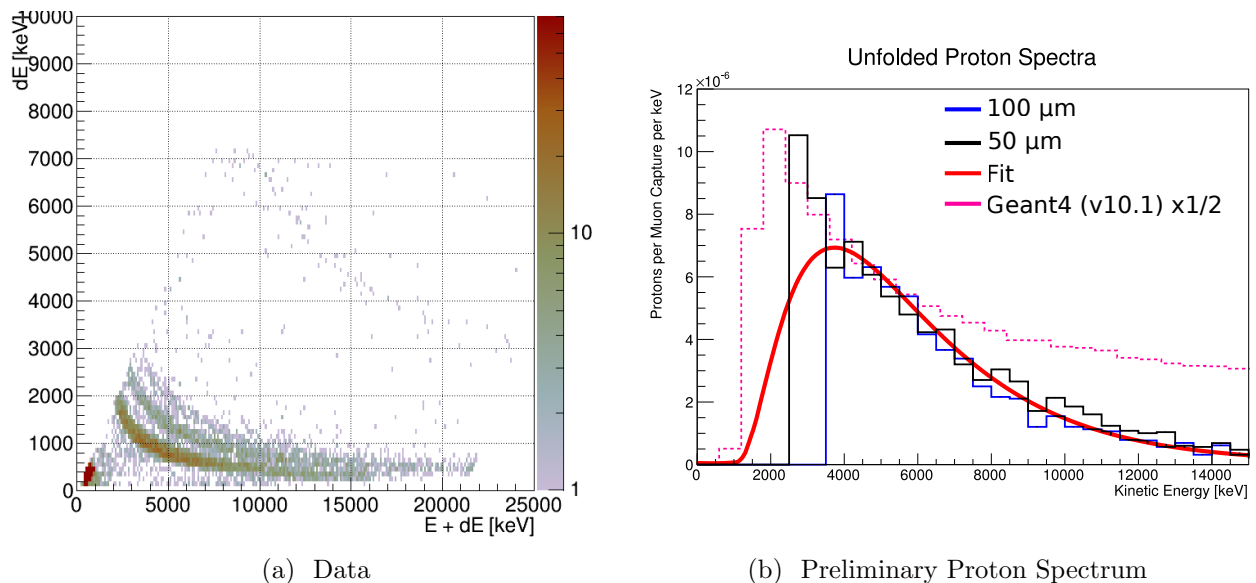 dE [keV]
10000
9000
8000
7000
6000
5000
4000
3000
2000
1000
0
0 5000 10000 15000 20000 25000
E + dE [keV]
10
1
(a) Data
Unfolded Proton Spectra
×10⁻⁶
Protons per Muon Capture per keV
12
10
8
6
4
2
0
0 2000 4000 6000 8000 10000 12000 14000
Kinetic Energy [keV]
100 µm
50 µm
Fit
Geant4 (v10.1) x1/2
(b) Preliminary Proton Spectrum